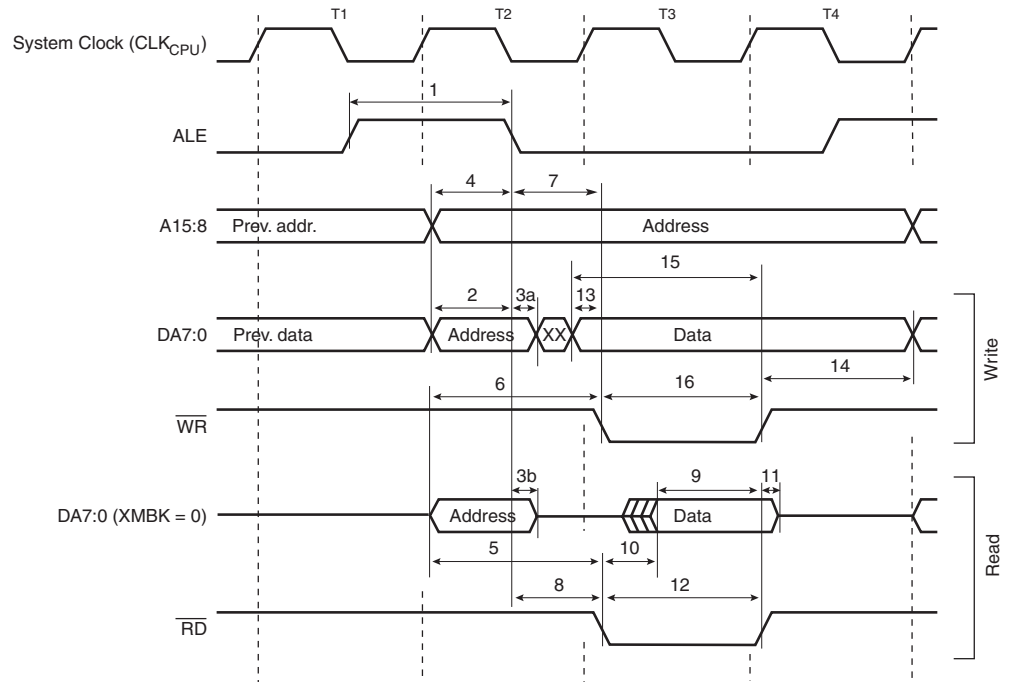 T1 T2 T3 T4
System Clock (CLKCPU)
1
ALE
4 7
A15:8 Prev. addr. Address
15
2 3a 13
DA7:0 Prev. data Address XX Data
14
6 16
WR
Write
3b 9 11
DA7:0 (XMBK = 0) Address Data
5 10
8 12
RD
Read